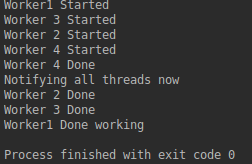 Worker1 Started
Worker 3 Started
Worker 2 Started
Worker 4 Started
Worker 4 Done
Notifying all threads now
Worker 2 Done
Worker 3 Done
Worker1 Done working
Process finished with exit code 0